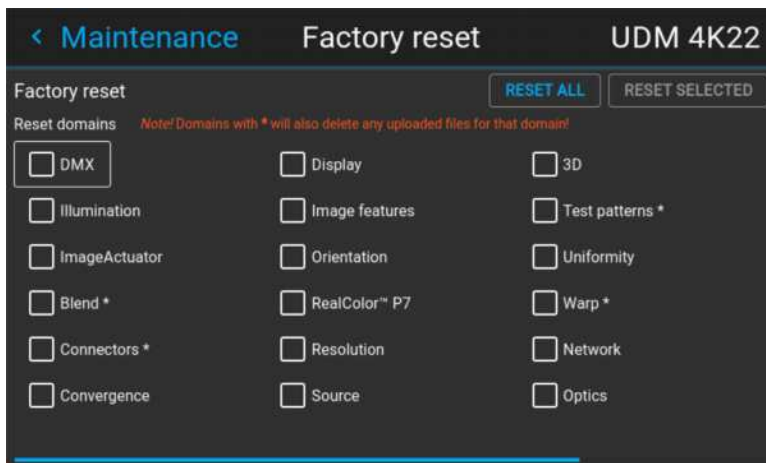 < Maintenance Factory reset UDM 4K22
Factory reset RESET ALL RESET SELECTED
Reset domains Note! Domains with * will also delete any uploaded files for that domain!
DMX Display 3D
Illumination Image features Test patterns *
ImageActuator Orientation Uniformity
Blend * RealColor™ P7 Warp *
Connectors * Resolution Network
Convergence Source Optics